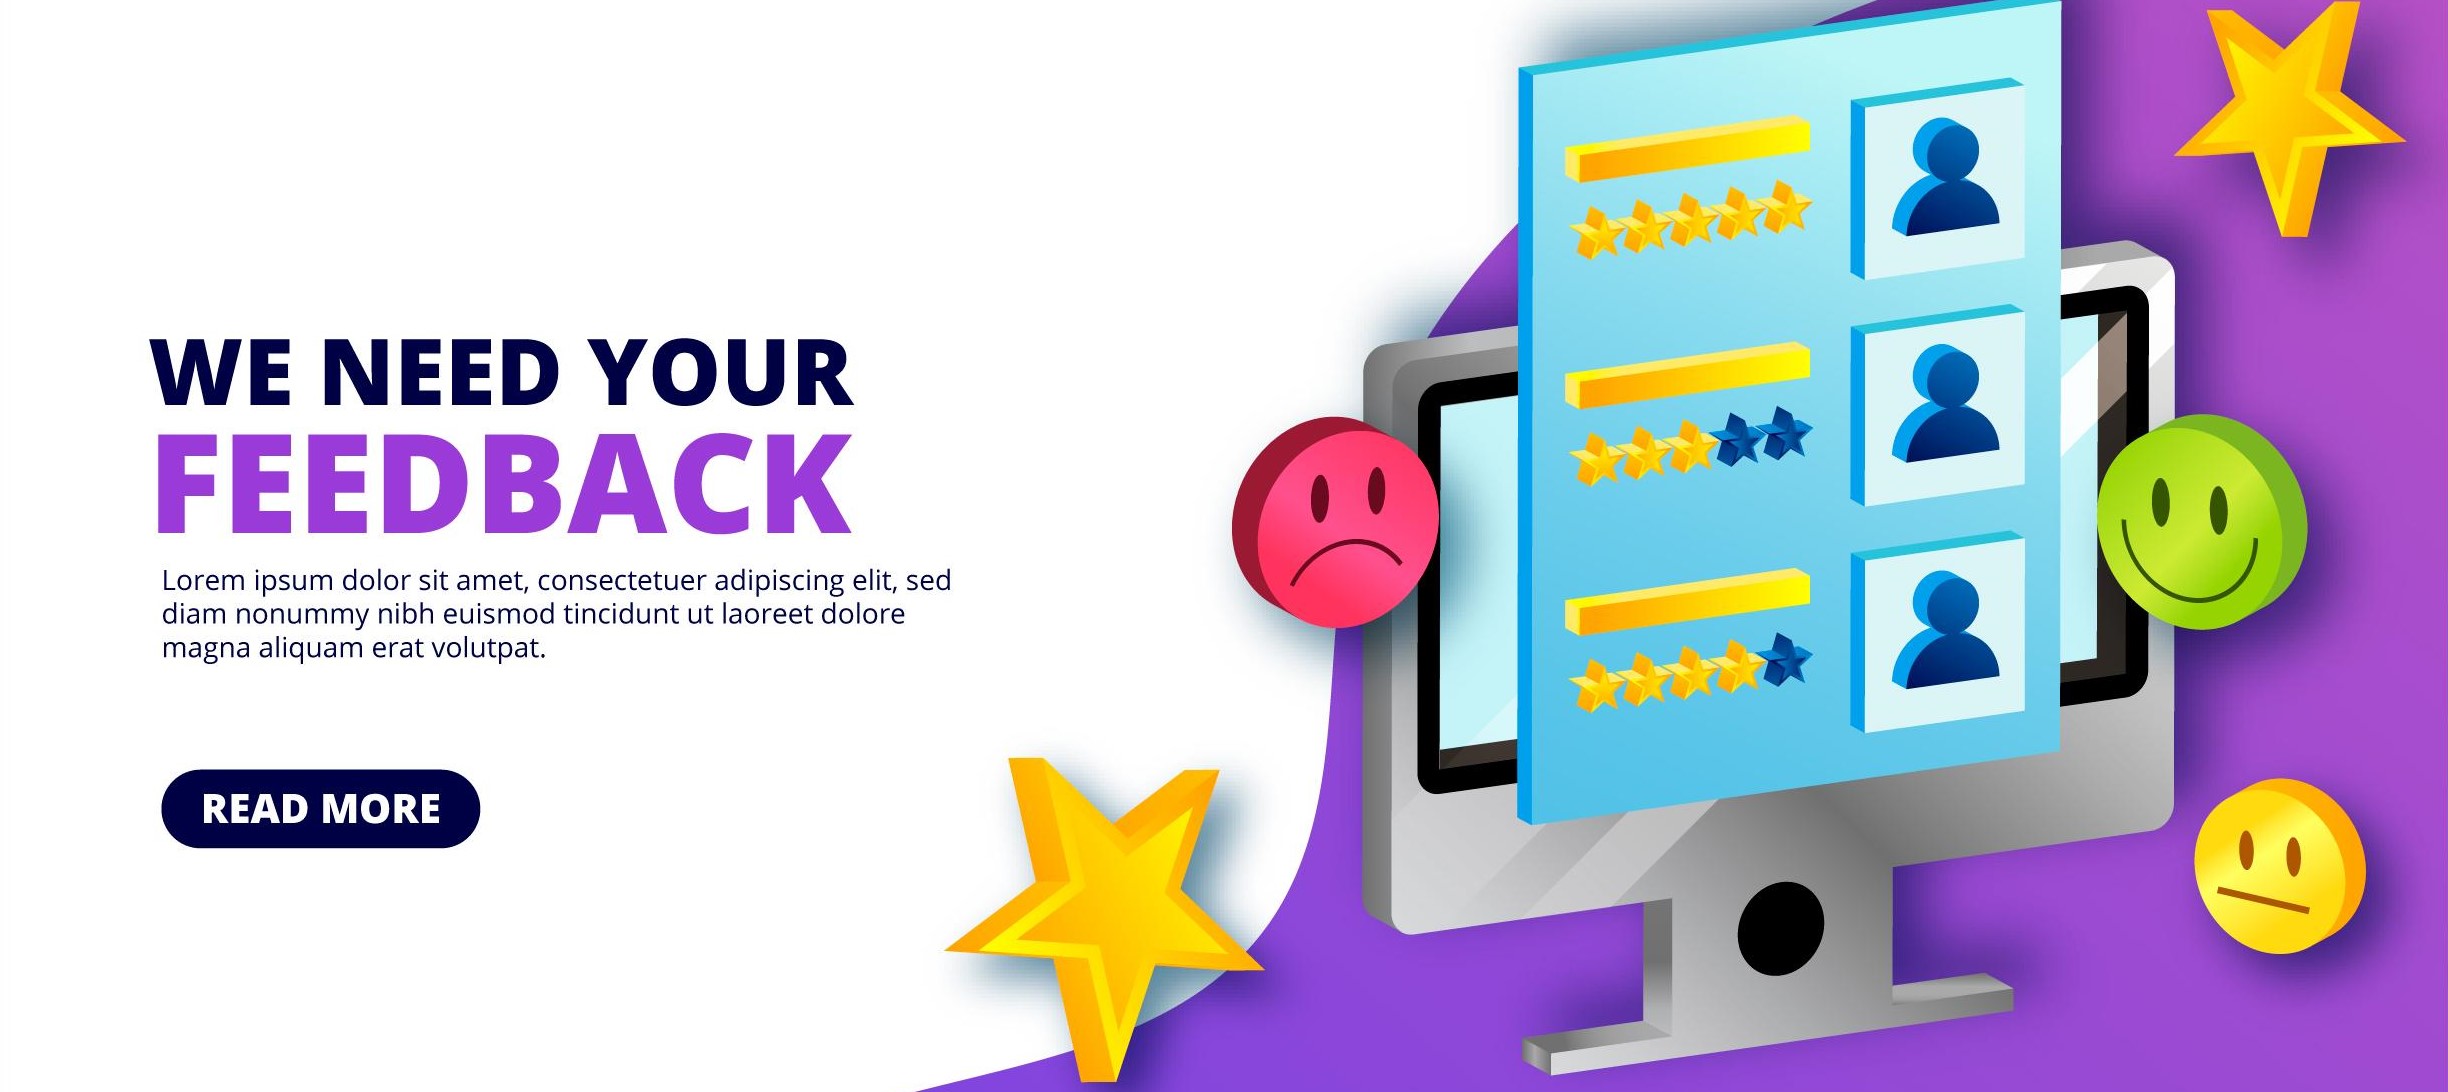 WE NEED YOUR
FEEDBACK
Lorem ipsum dolor sit amet, consectetuer adipiscing elit, sed
diam nonummy nibh euismod tincidunt ut laoreet dolore
magna aliquam erat volutpat.
READ MORE